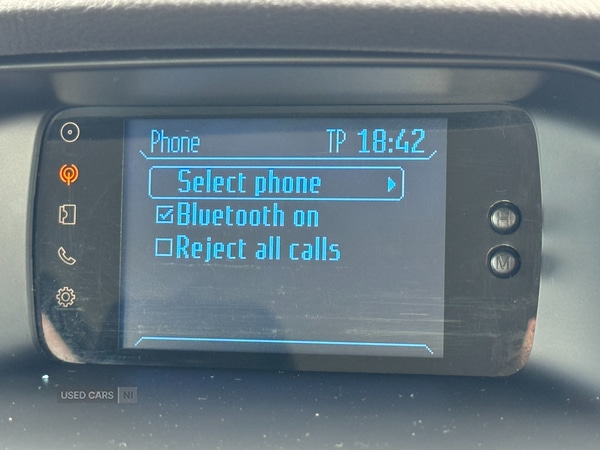 Phone TP 18:42
Select phone
Bluetooth on
Reject all calls
H
M
USED CARS NI